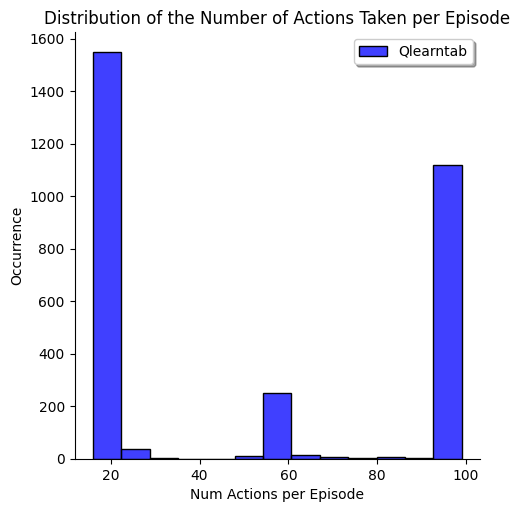 Distribution of the Number of Actions Taken per Episode
Qlearntab
1600
1400
1200
1000
800
600
400
200
0
Occurrence
20 40 60 80 100
Num Actions per Episode